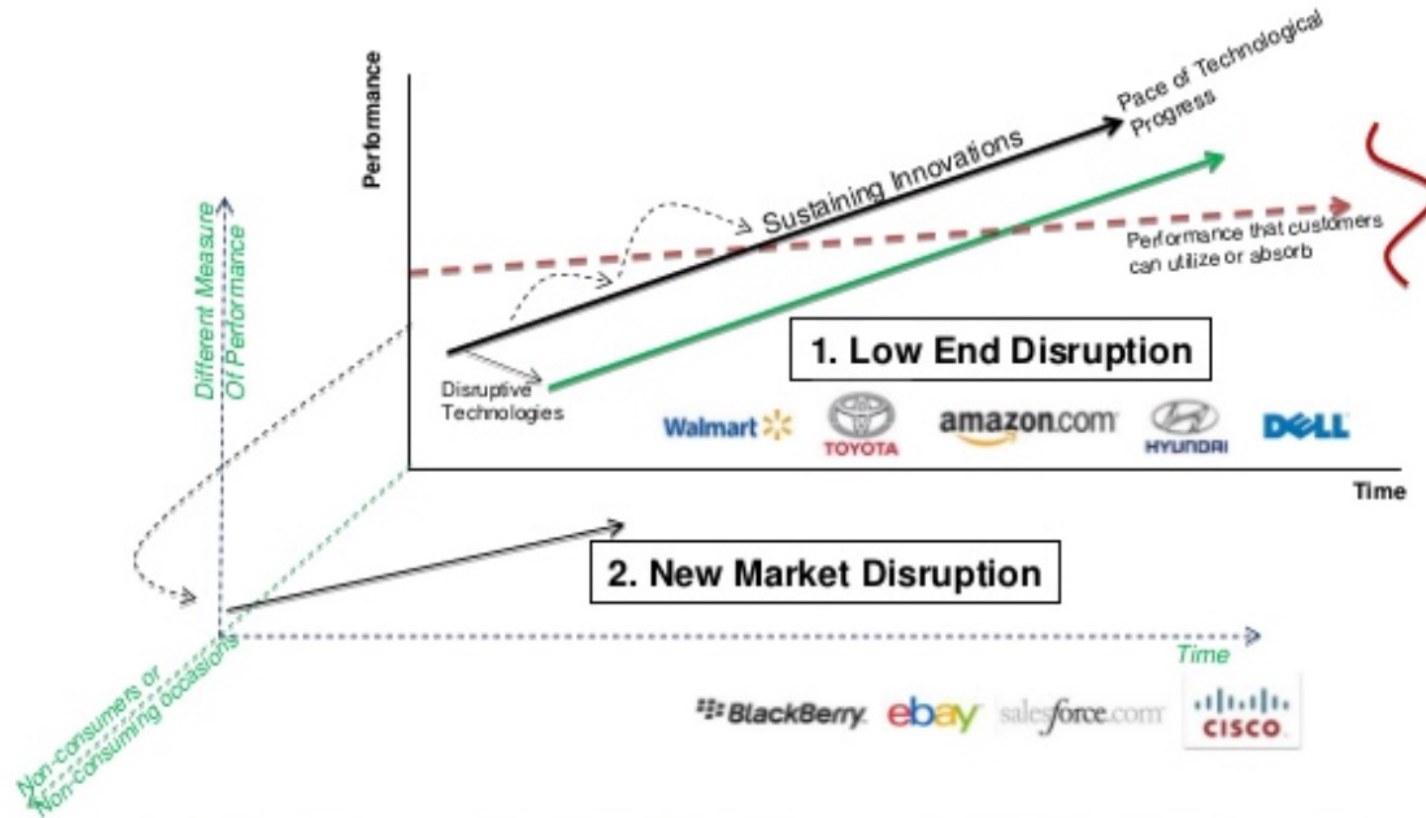 Performance
Pace of Technological
Progress
Sustaining Innovations
Performance that customers
can utilize or absorb
Different Measure
Of Performance
1. Low End Disruption
Disruptive
Technologies
Walmart
TOYOTA
amazon.com
HYUNDAI
DELL
Time
2. New Market Disruption
Time
Non-consumers or
Non-consuming occasions
BlackBerry
ebay
salesforce.com
CISCO